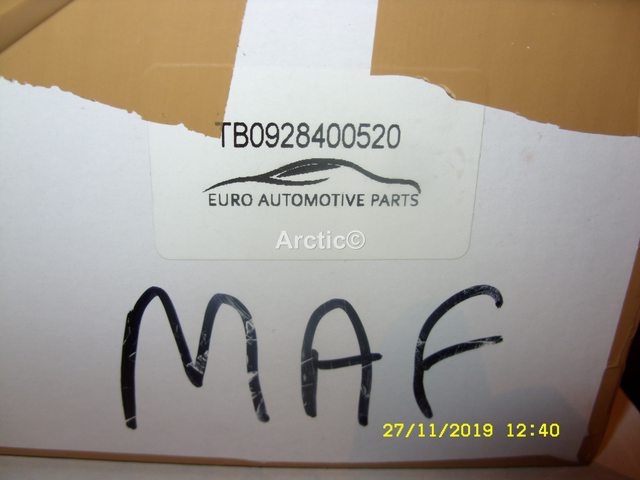 TB0928400520
EURO AUTOMOTIVE PARTS
Arctic©
MAF
27/11/2019 12:40